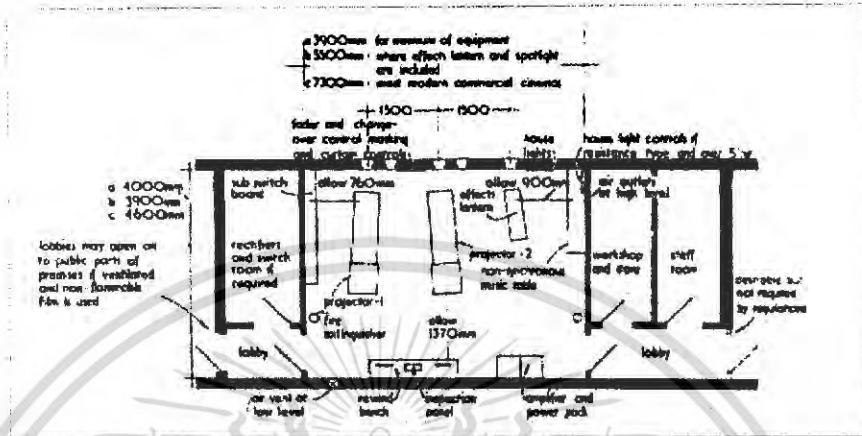 a 3900mm for measure of equipment
b 5500mm · where effects lantern and spotlight
are included
c 7300mm · most modern commercial cinemas
1500 1500
fader and change-
over control masking
and curtain controls
house
lights
house light controls if
resistance type and over 5
a 4000mm
b 3900mm
c 4600mm
sub switch
board
allow 760mm
allow 900mm
effects
lantern
air outlets
at high level
lobbies may open on
to public parts of
premises if ventilated
and non flammable
film is used
rectifiers
and switch
room if
required
projector-2
non-synchronous
music table
workshop
and store
staff
room
projector-1
fire
extinguisher
allow
1370mm
desirable but
not required
by regulations
lobby
lobby
air vent at
low level
rewind
bench
inspection
panel
amplifier and
power pack